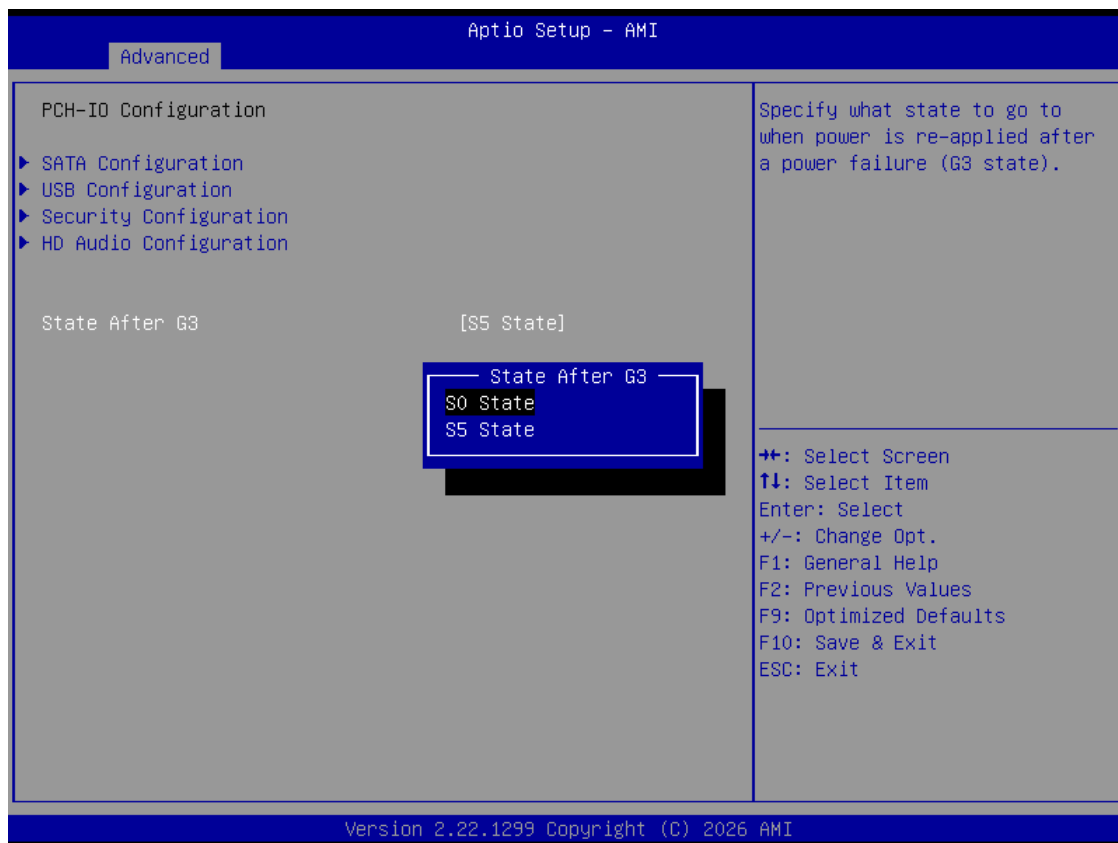 Aptio Setup – AMI
Advanced
PCH-IO Configuration
SATA Configuration
USB Configuration
Security Configuration
HD Audio Configuration
State After G3 [S5 State]
State After G3
S0 State
S5 State
Specify what state to go to
when power is re-applied after
a power failure (G3 state).
→←: Select Screen
↑↓: Select Item
Enter: Select
+/-: Change Opt.
F1: General Help
F2: Previous Values
F9: Optimized Defaults
F10: Save & Exit
ESC: Exit
Version 2.22.1299 Copyright (C) 2026 AMI